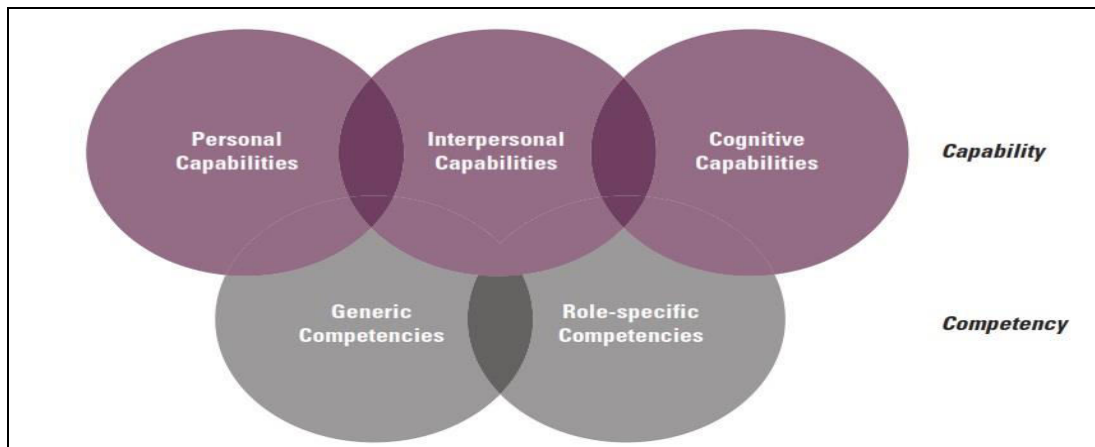 Personal
Capabilities
Interpersonal
Capabilities
Cognitive
Capabilities
Capability
Generic
Competencies
Role-specific
Competencies
Competency